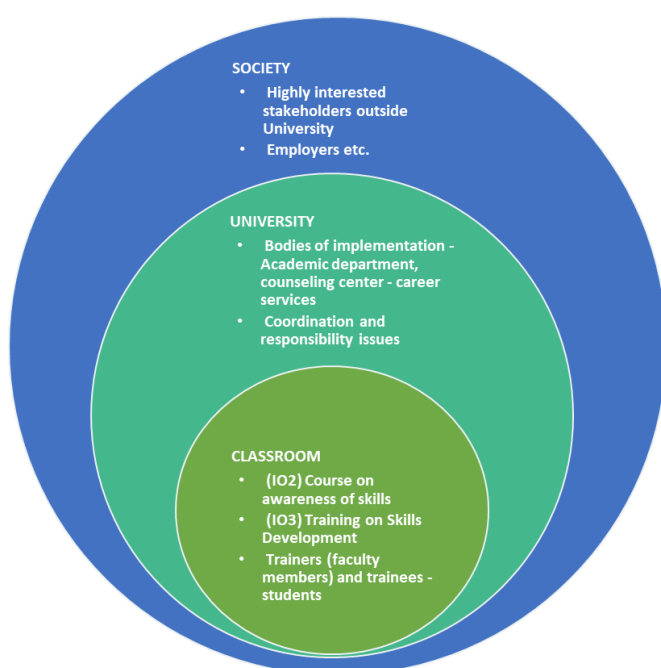 SOCIETY
• Highly interested
stakeholders outside
University
• Employers etc.
UNIVERSITY
• Bodies of implementation -
Academic department,
counseling center - career
services
• Coordination and
responsibility issues
CLASSROOM
• (IO2) Course on
awareness of skills
• (IO3) Training on Skills
Development
• Trainers (faculty
members) and trainees -
students